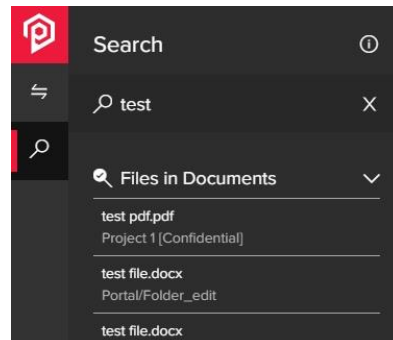 Search
test
Files in Documents
test pdf.pdf
Project 1 [Confidential]
test file.docx
Portal/Folder_edit
test file.docx